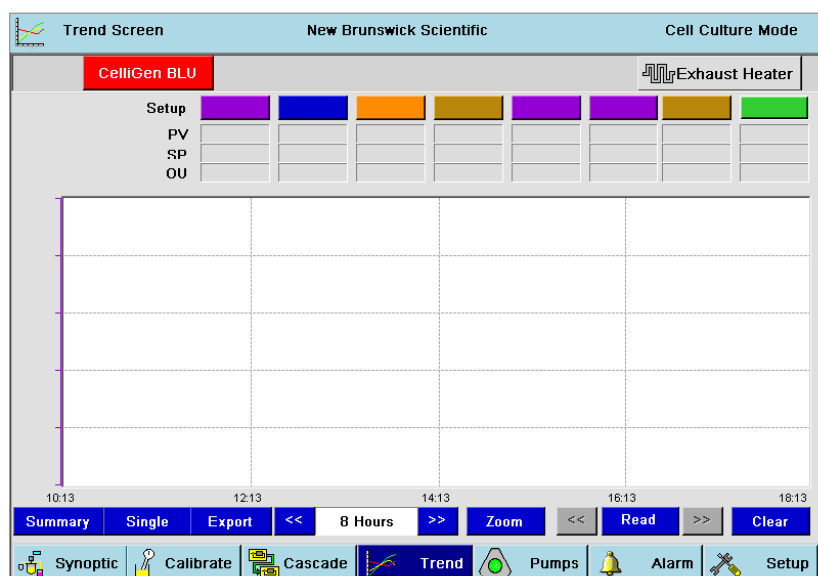 Trend Screen New Brunswick Scientific Cell Culture Mode
CelliGen BLU Exhaust Heater
Setup
PV
SP
OU
10:13 12:13 14:13 16:13 18:13
Summary Single Export << 8 Hours >> Zoom << Read >> Clear
Synoptic Calibrate Cascade Trend Pumps Alarm Setup